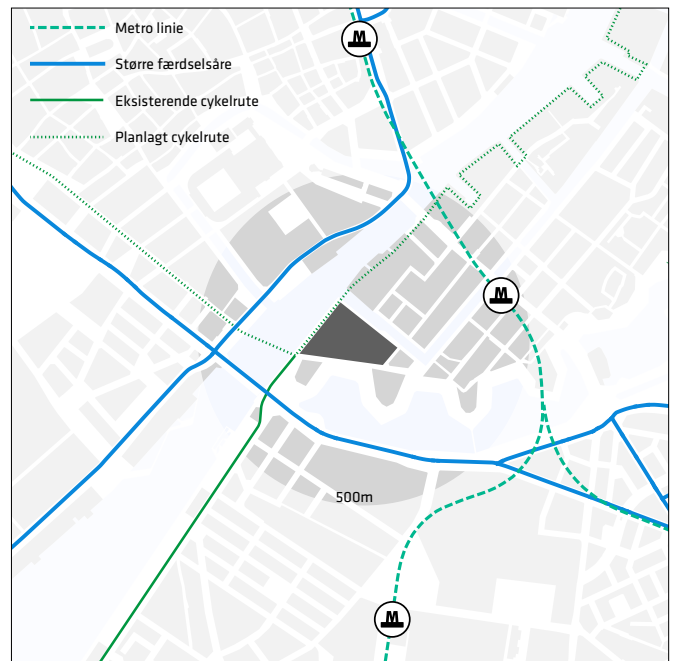 Metro linie
Større færdselsåre
Eksisterende cykelrute
Planlagt cykelrute
M
M
500m
M